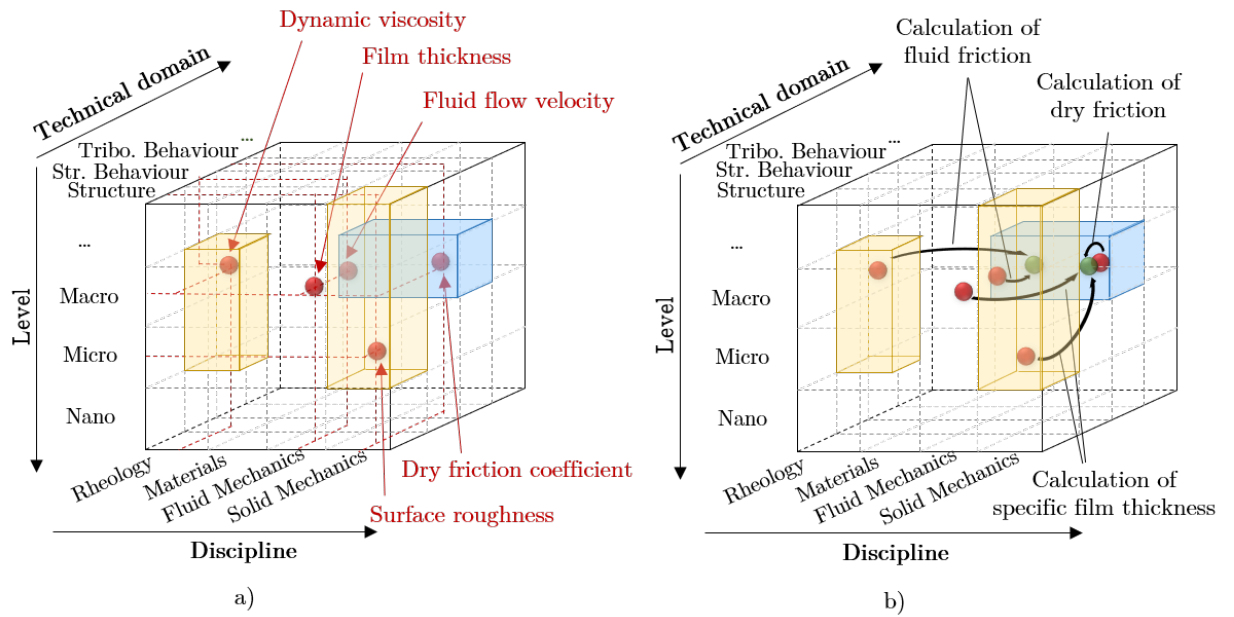 Dynamic viscosity
Film thickness
Fluid flow velocity
Technical domain
...
Tribo. Behaviour
Str. Behaviour
Structure
...
Macro
Micro
Nano
Level
Rheology
Materials
Fluid Mechanics
Solid Mechanics
Discipline
Dry friction coefficient
Surface roughness
a)
Calculation of
fluid friction
Calculation of
dry friction
Technical domain
...
Tribo. Behaviour
Str. Behaviour
Structure
...
Macro
Micro
Nano
Level
Rheology
Materials
Fluid Mechanics
Solid Mechanics
Discipline
Calculation of
specific film thickness
b)